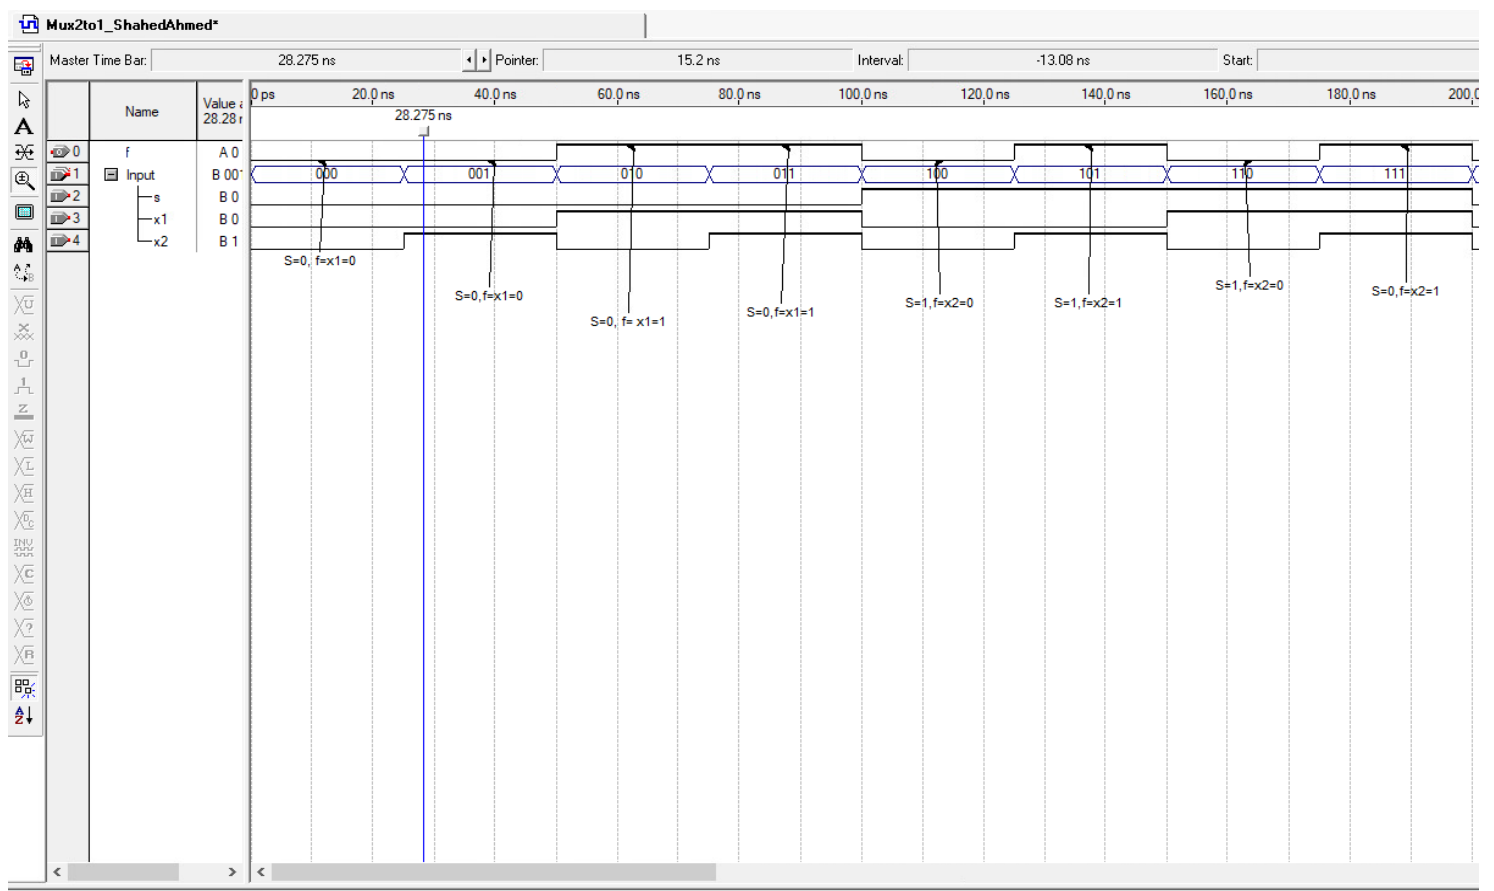 Mux2to1_ShahedAhmed*
Master Time Bar: 28.275 ns Pointer: 15.2 ns Interval: -13.08 ns Start:
Name Value a
28.28 r
0 ps 20.0 ns 40.0 ns 60.0 ns 80.0 ns 100.0 ns 120.0 ns 140.0 ns 160.0 ns 180.0 ns 200.0
28.275 ns
0 f A 0
1 Input B 001 000 001 010 011 100 101 110 111
2 s B 0
3 x1 B 0
4 x2 B 1
S=0, f=x1=0
S=0,f=x1=0
S=0, f= x1=1
S=0,f=x1=1
S=1,f=x2=0
S=1,f=x2=1
S=1,f=x2=0
S=0,f=x2=1